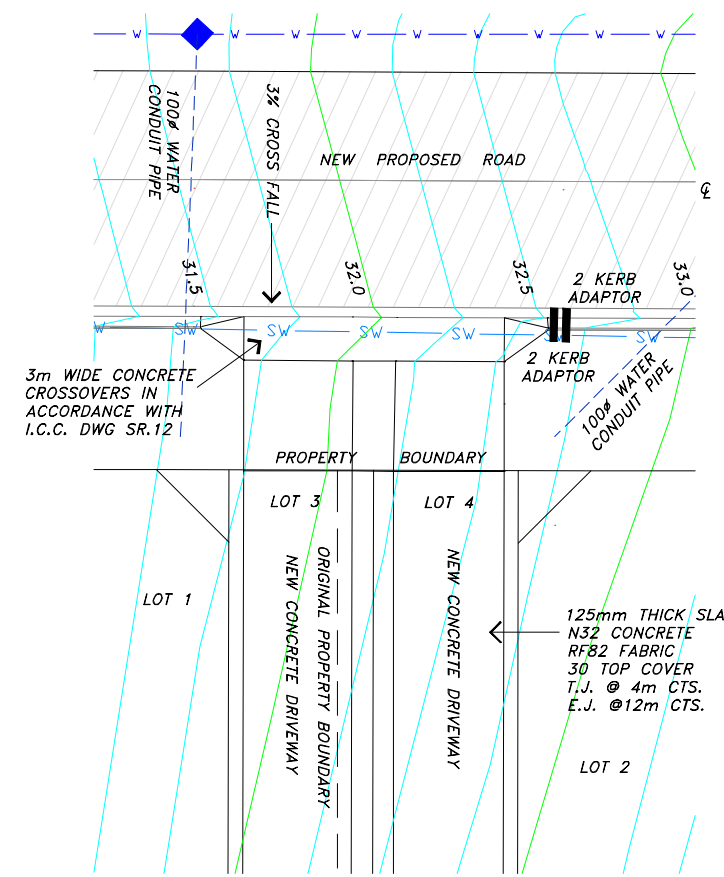 W W W W W W W W
100ø WATER
CONDUIT PIPE
3% CROSS
FALL
NEW PROPOSED ROAD
℄
31.5
32.0
32.5
33.0
2 KERB
ADAPTOR
W SW SW SW SW SW SW
2 KERB
ADAPTOR
100ø WATER
CONDUIT PIPE
3m WIDE CONCRETE
CROSSOVERS IN
ACCORDANCE WITH
I.C.C. DWG SR.12
PROPERTY BOUNDARY
LOT 3
LOT 4
LOT 1
NEW CONCRETE DRIVEWAY
ORIGINAL PROPERTY BOUNDARY
NEW CONCRETE DRIVEWAY
125mm THICK SLA
N32 CONCRETE
RF82 FABRIC
30 TOP COVER
T.J. @ 4m CTS.
E.J. @12m CTS.
LOT 2